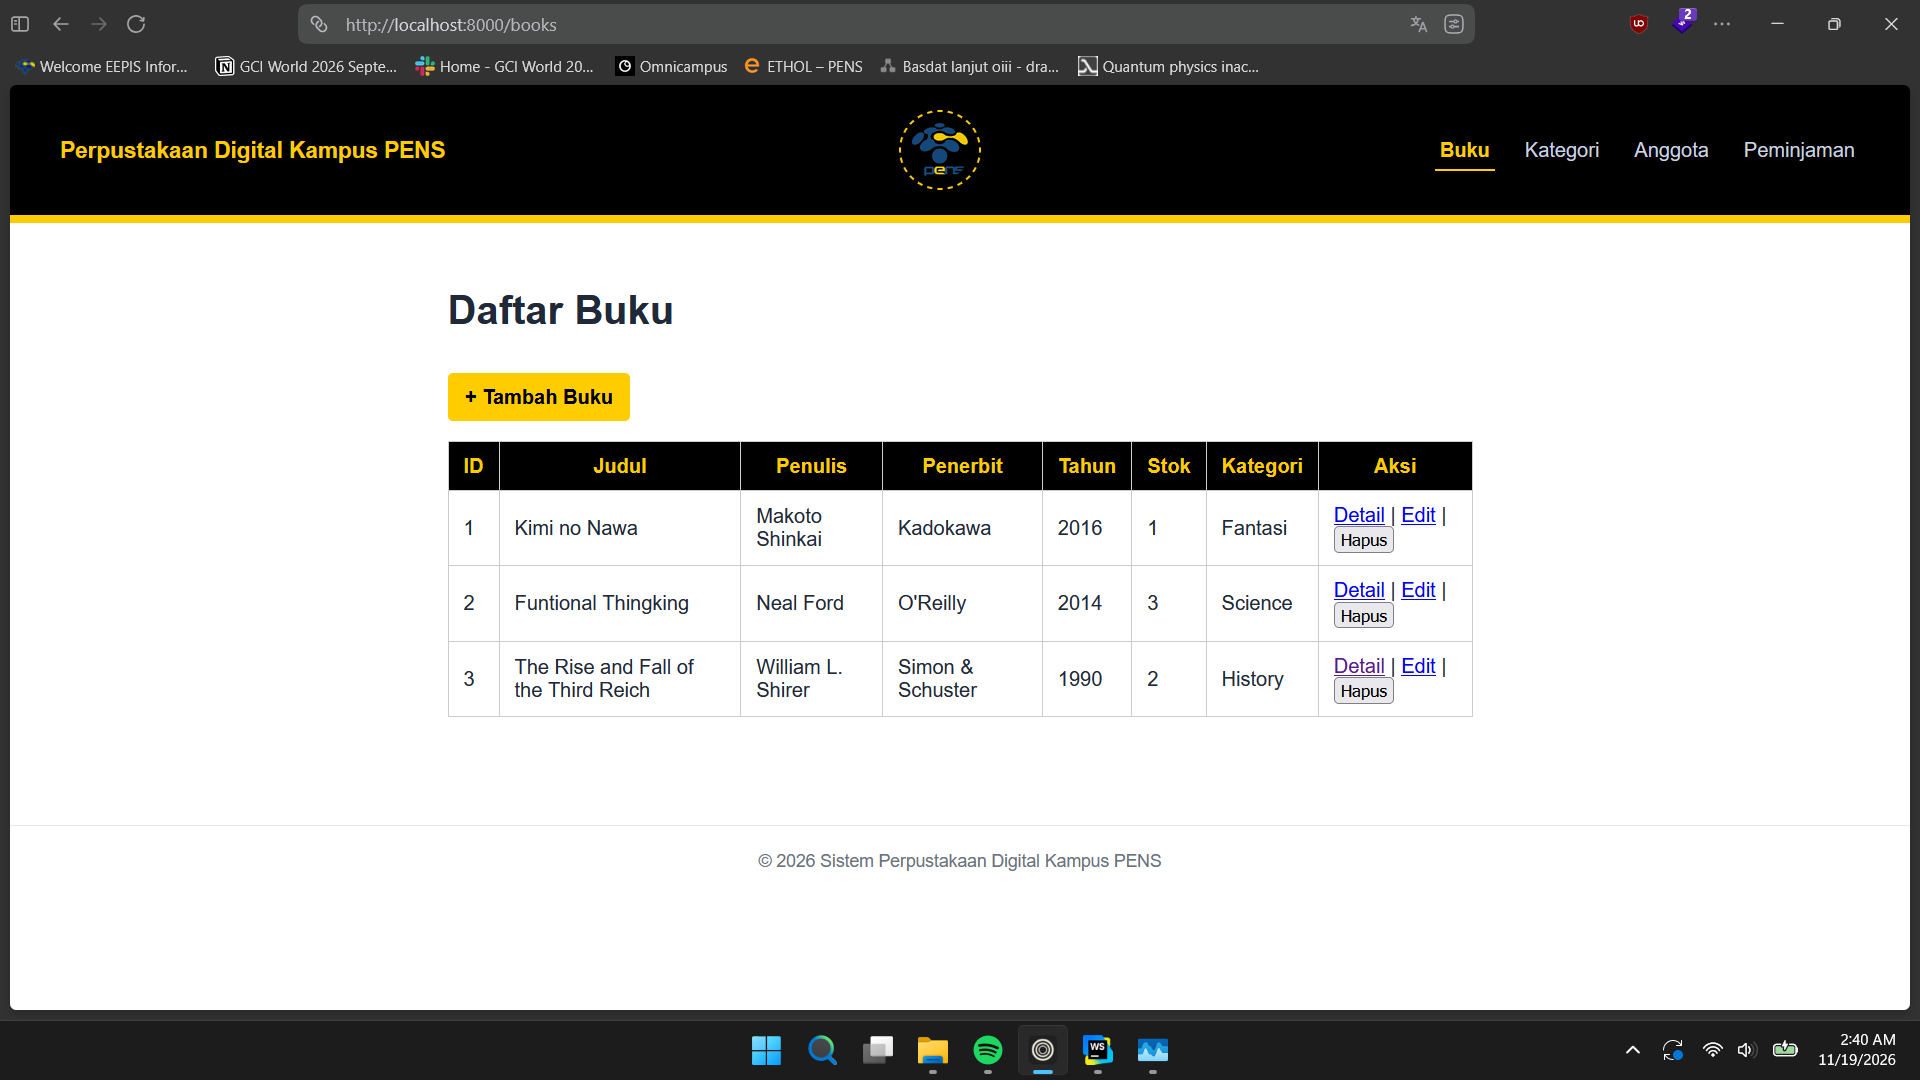 http://localhost:8000/books
2
Welcome EEPIS Infor...
GCI World 2026 Septe...
Home - GCI World 20...
Omnicampus
ETHOL – PENS
Basdat lanjut oiii - dra...
Quantum physics inac...
Perpustakaan Digital Kampus PENS
pens
Buku Kategori Anggota Peminjaman
Daftar Buku
+ Tambah Buku
ID Judul Penulis Penerbit Tahun Stok Kategori Aksi
1 Kimi no Nawa Makoto Shinkai Kadokawa 2016 1 Fantasi Detail | Edit | Hapus
2 Funtional Thingking Neal Ford O'Reilly 2014 3 Science Detail | Edit | Hapus
3 The Rise and Fall of the Third Reich William L. Shirer Simon & Schuster 1990 2 History Detail | Edit | Hapus
© 2026 Sistem Perpustakaan Digital Kampus PENS
WS
2:40 AM
11/19/2026